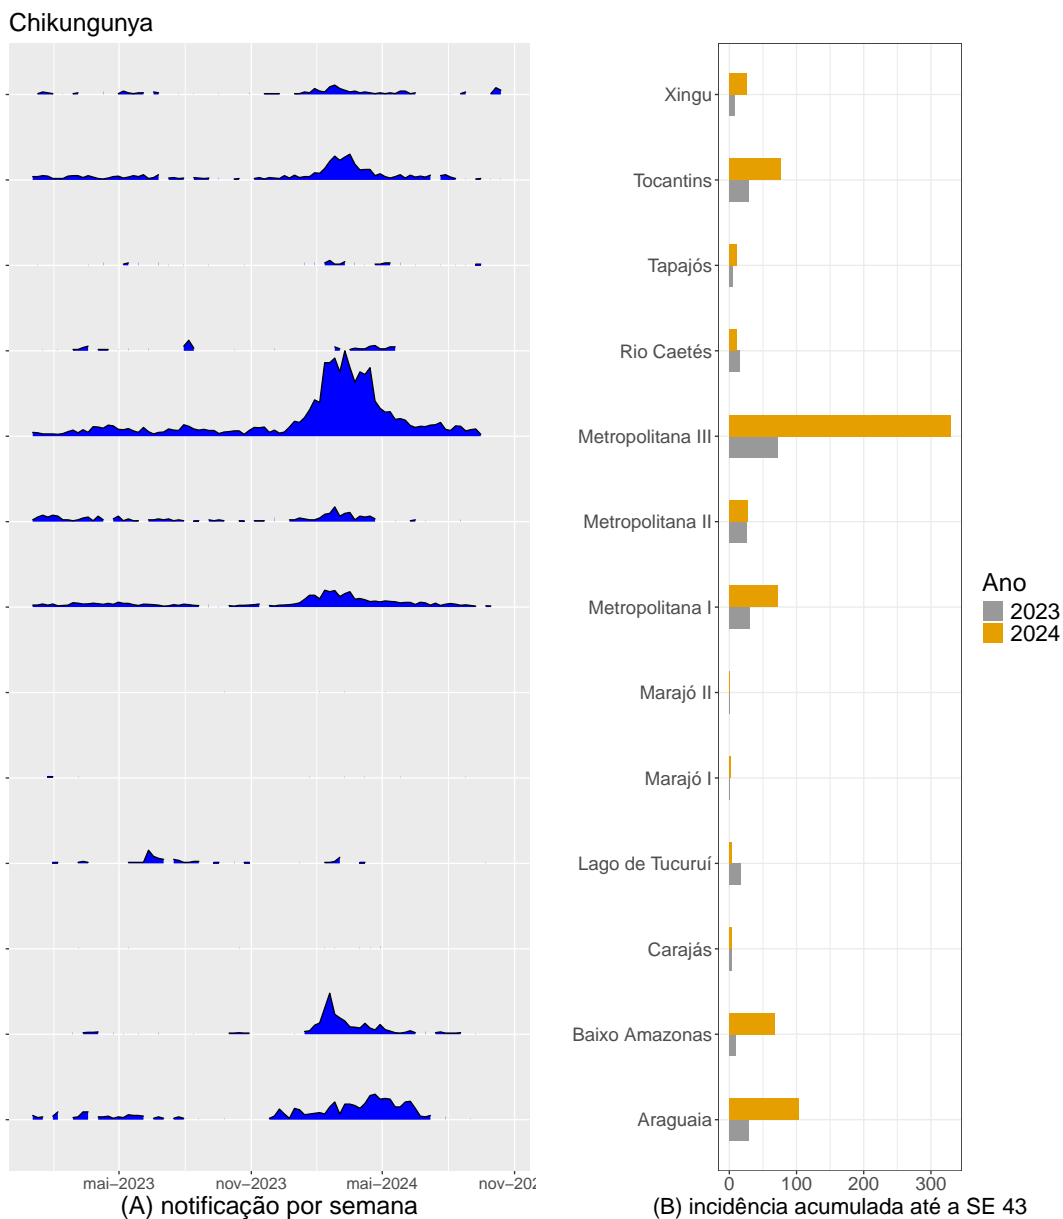 Chikungunya
Xingu
Tocantins
Tapajós
Rio Caetés
Metropolitana III
Metropolitana II
Metropolitana I
Marajó II
Marajó I
Lago de Tucuruí
Carajás
Baixo Amazonas
Araguaia
Ano
2023
2024
mai–2023 nov–2023 mai–2024
0 100 200 300
(A) notificação por semana
(B) incidência acumulada até a SE 43